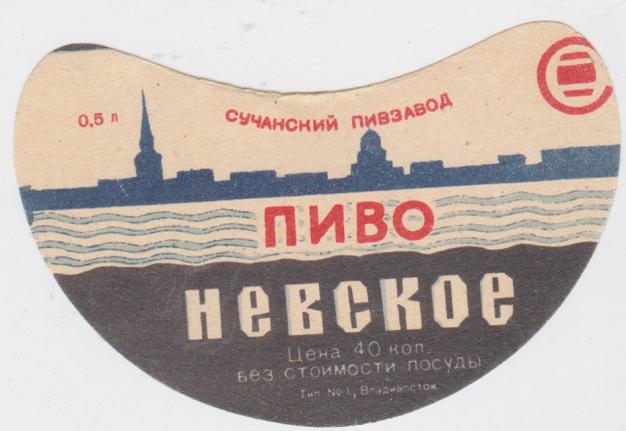 0,5 л
СУЧАНСКИЙ ПИВЗАВОД
ПИВО
НЕВСКОЕ
Цена 40 коп.
БЕЗ СТОИМОСТИ ПОСУДЫ
Тип №1, Владивосток